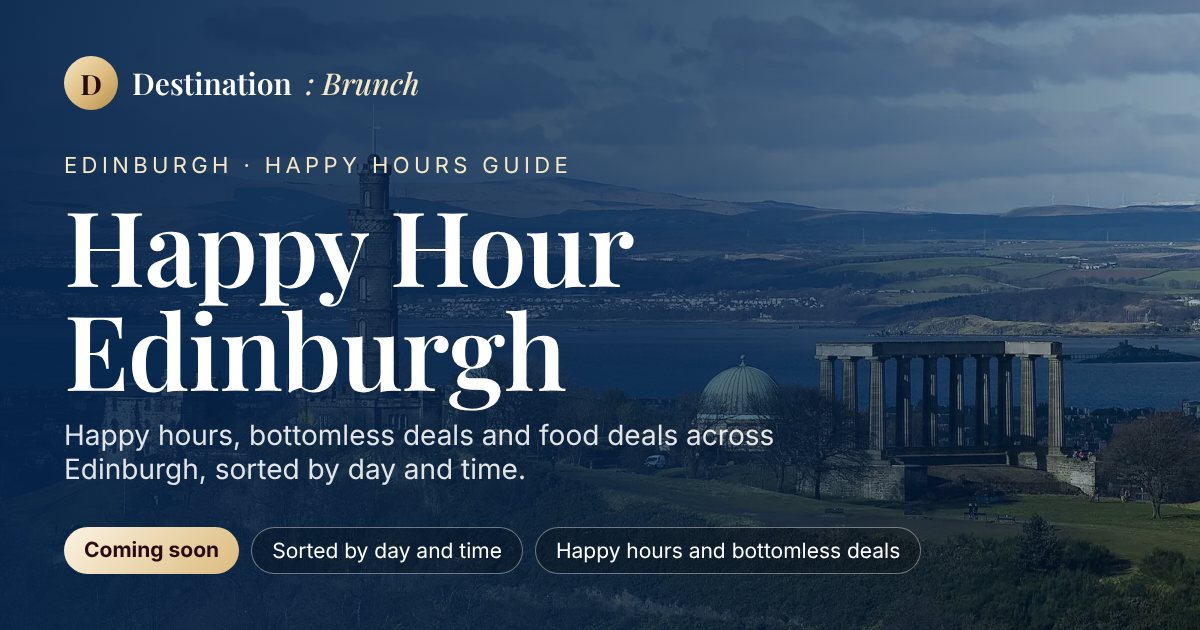 D Destination : Brunch
EDINBURGH · HAPPY HOURS GUIDE
Happy Hour
Edinburgh
Happy hours, bottomless deals and food deals across
Edinburgh, sorted by day and time.
Coming soon Sorted by day and time Happy hours and bottomless deals